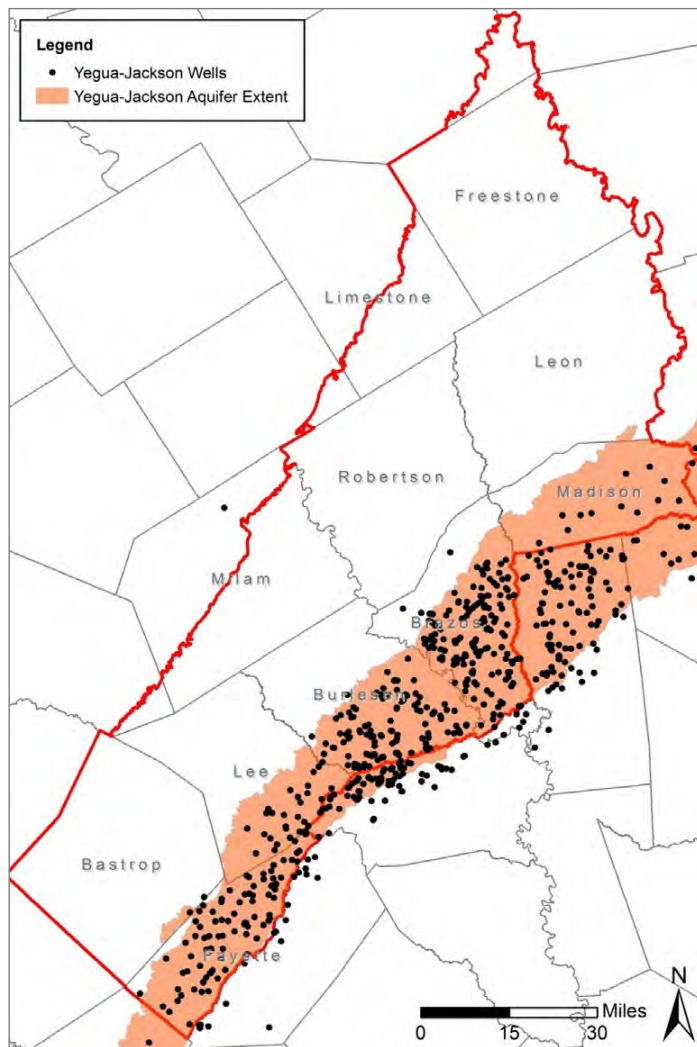 Legend
Yegua-Jackson Wells
Yegua-Jackson Aquifer Extent
Freestone
Limestone
Leon
Robertson
Madison
Milam
Brazos
Burleson
Lee
Bastrop
Fayette
N
Miles
0 15 30